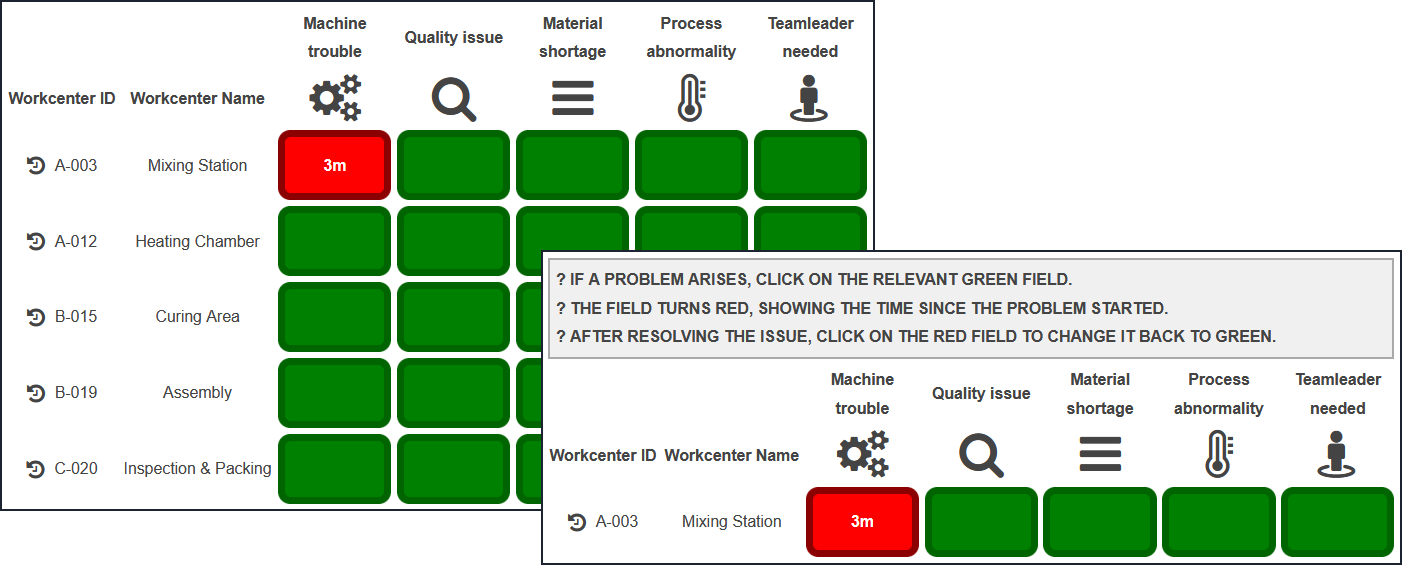 Machine trouble
Quality issue
Material shortage
Process abnormality
Teamleader needed
Workcenter ID Workcenter Name
A-003 Mixing Station 3m
A-012 Heating Chamber
B-015 Curing Area
B-019 Assembly
C-020 Inspection & Packing
? IF A PROBLEM ARISES, CLICK ON THE RELEVANT GREEN FIELD.
? THE FIELD TURNS RED, SHOWING THE TIME SINCE THE PROBLEM STARTED.
? AFTER RESOLVING THE ISSUE, CLICK ON THE RED FIELD TO CHANGE IT BACK TO GREEN.
Machine trouble
Quality issue
Material shortage
Process abnormality
Teamleader needed
Workcenter ID Workcenter Name
A-003 Mixing Station 3m